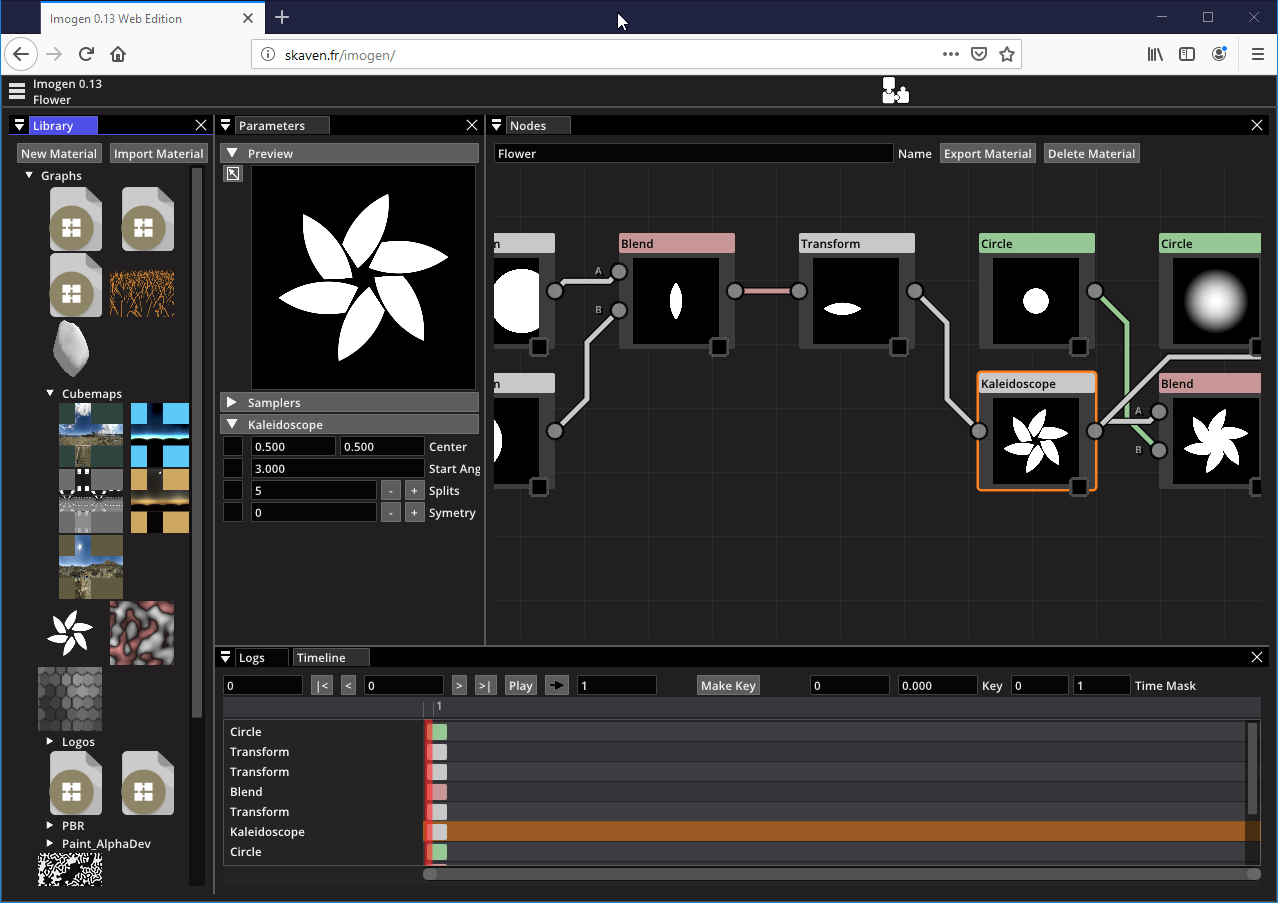 Imogen 0.13 Web Edition
skaven.fr/imogen/
Imogen 0.13
Flower
Library
New Material Import Material
Graphs
Cubemaps
Logos
PBR
Paint_AlphaDev
Parameters
Preview
Samplers
Kaleidoscope
0.500 0.500 Center
3.000 Start Ang
5 - + Splits
0 - + Symetry
Nodes
Flower Name Export Material Delete Material
n Blend Transform Circle Circle
A
B
n Kaleidoscope Blend
A
B
Logs Timeline
0 |< < 0 > >| Play 1 Make Key 0 0.000 Key 0 1 Time Mask
1
Circle
Transform
Transform
Blend
Transform
Kaleidoscope
Circle